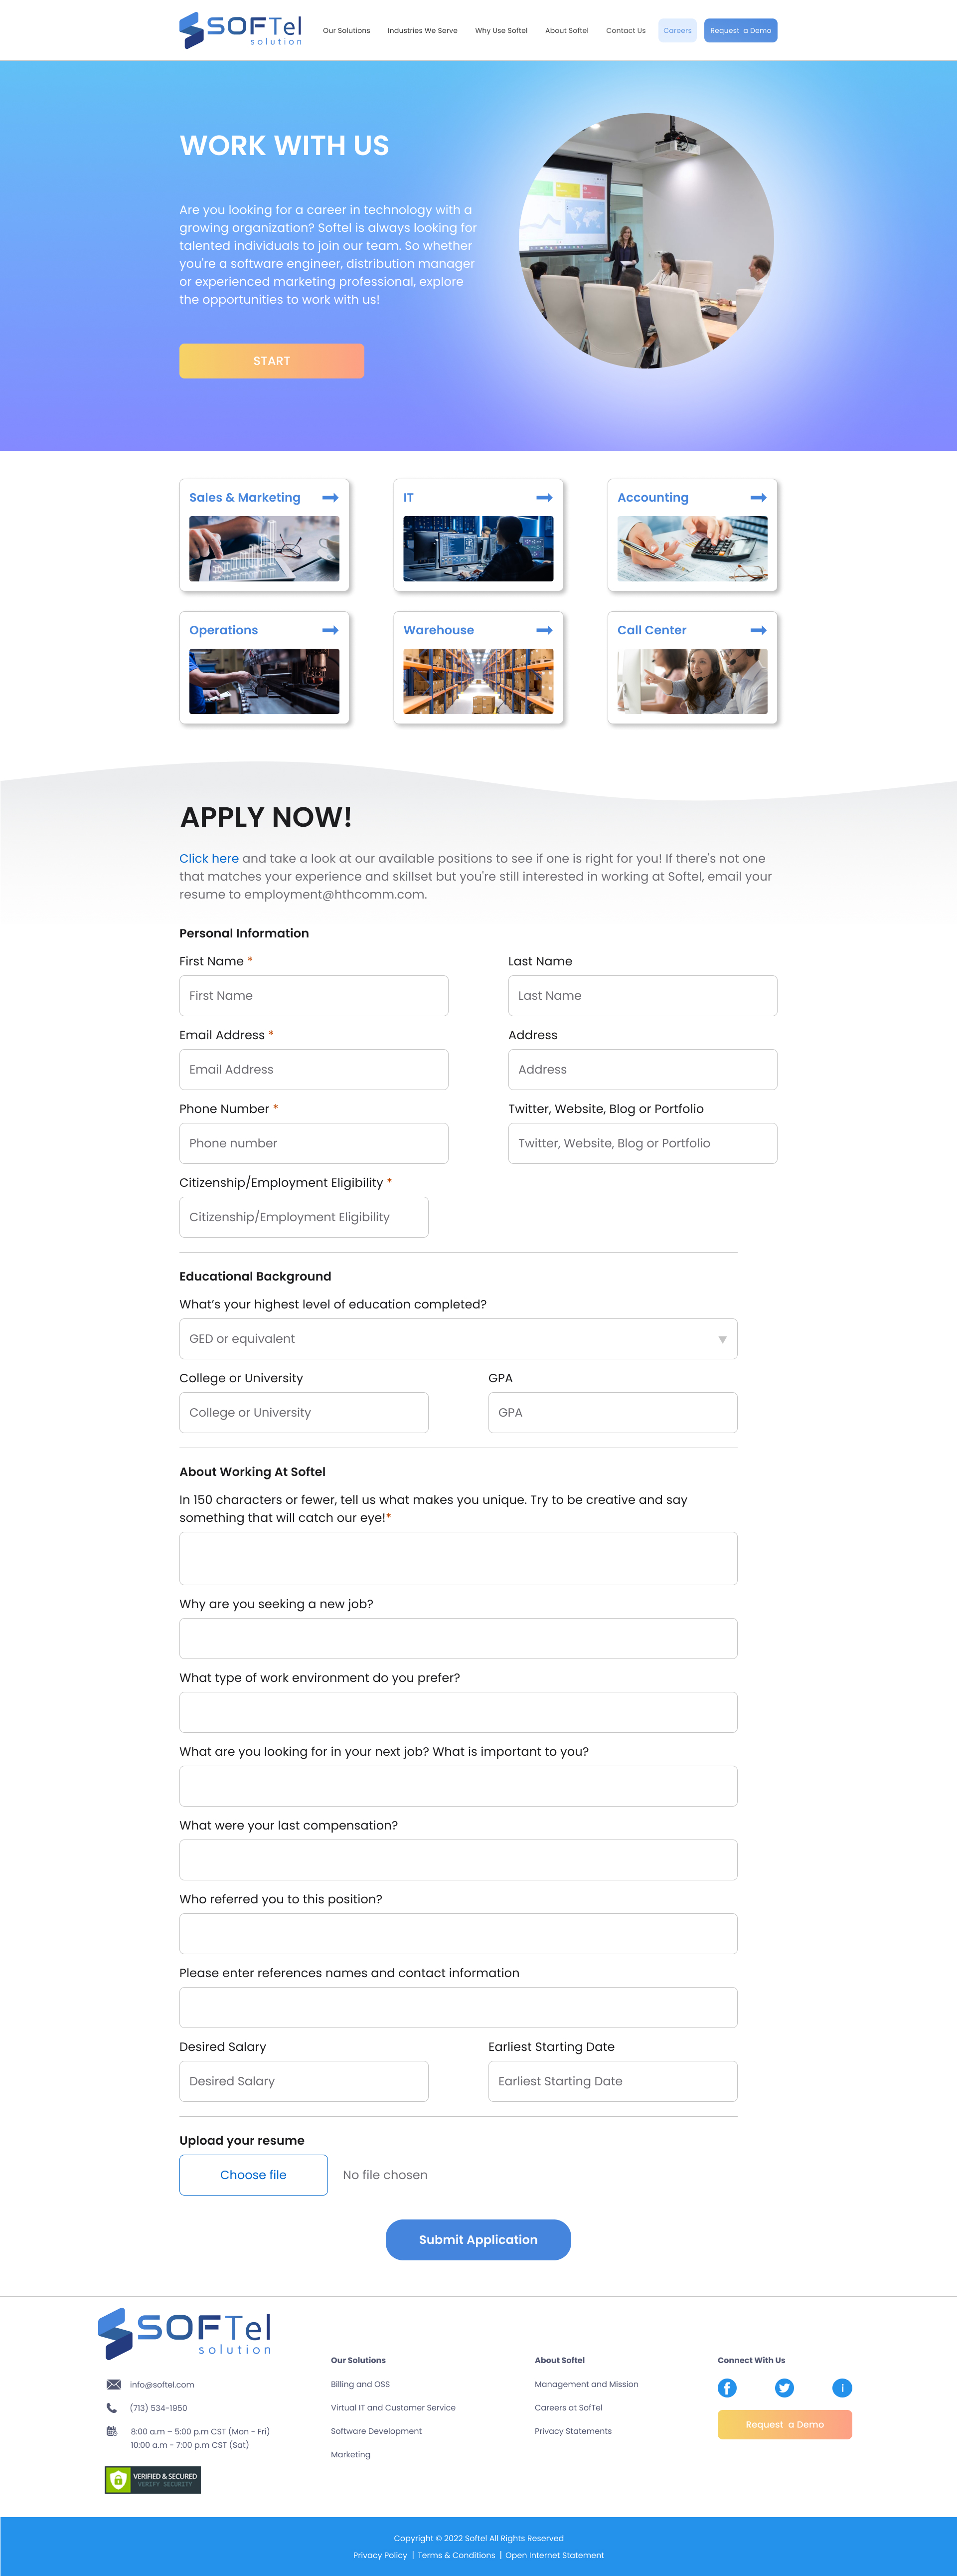 SOFTel
solution
Our Solutions
Industries We Serve
Why Use Softel
About Softel
Contact Us
Careers
Request a Demo
WORK WITH US
Are you looking for a career in technology with a
growing organization? Softel is always looking for
talented individuals to join our team. So whether
you're a software engineer, distribution manager
or experienced marketing professional, explore
the opportunities to work with us!
START
Sales & Marketing
IT
Accounting
Operations
Warehouse
Call Center
APPLY NOW!
Click here and take a look at our available positions to see if one is right for you! If there's not one
that matches your experience and skillset but you're still interested in working at Softel, email your
resume to employment@hthcomm.com.
Personal Information
First Name *
Last Name
First Name
Last Name
Email Address *
Address
Email Address
Address
Phone Number *
Twitter, Website, Blog or Portfolio
Phone number
Twitter, Website, Blog or Portfolio
Citizenship/Employment Eligibility *
Citizenship/Employment Eligibility
Educational Background
What's your highest level of education completed?
GED or equivalent
College or University
GPA
College or University
GPA
About Working At Softel
In 150 characters or fewer, tell us what makes you unique. Try to be creative and say
something that will catch our eye!*
Why are you seeking a new job?
What type of work environment do you prefer?
What are you looking for in your next job? What is important to you?
What were your last compensation?
Who referred you to this position?
Please enter references names and contact information
Desired Salary
Earliest Starting Date
Desired Salary
Earliest Starting Date
Upload your resume
Choose file
No file chosen
Submit Application
SOFTel
solution
info@softel.com
(713) 534-1950
8:00 a.m – 5:00 p.m CST (Mon - Fri)
10:00 a.m - 7:00 p.m CST (Sat)
VERIFIED & SECURED
VERIFY SECURITY
Our Solutions
Billing and OSS
Virtual IT and Customer Service
Software Development
Marketing
About Softel
Management and Mission
Careers at SofTel
Privacy Statements
Connect With Us
Request a Demo
Copyright © 2022 Softel All Rights Reserved
Privacy Policy | Terms & Conditions | Open Internet Statement